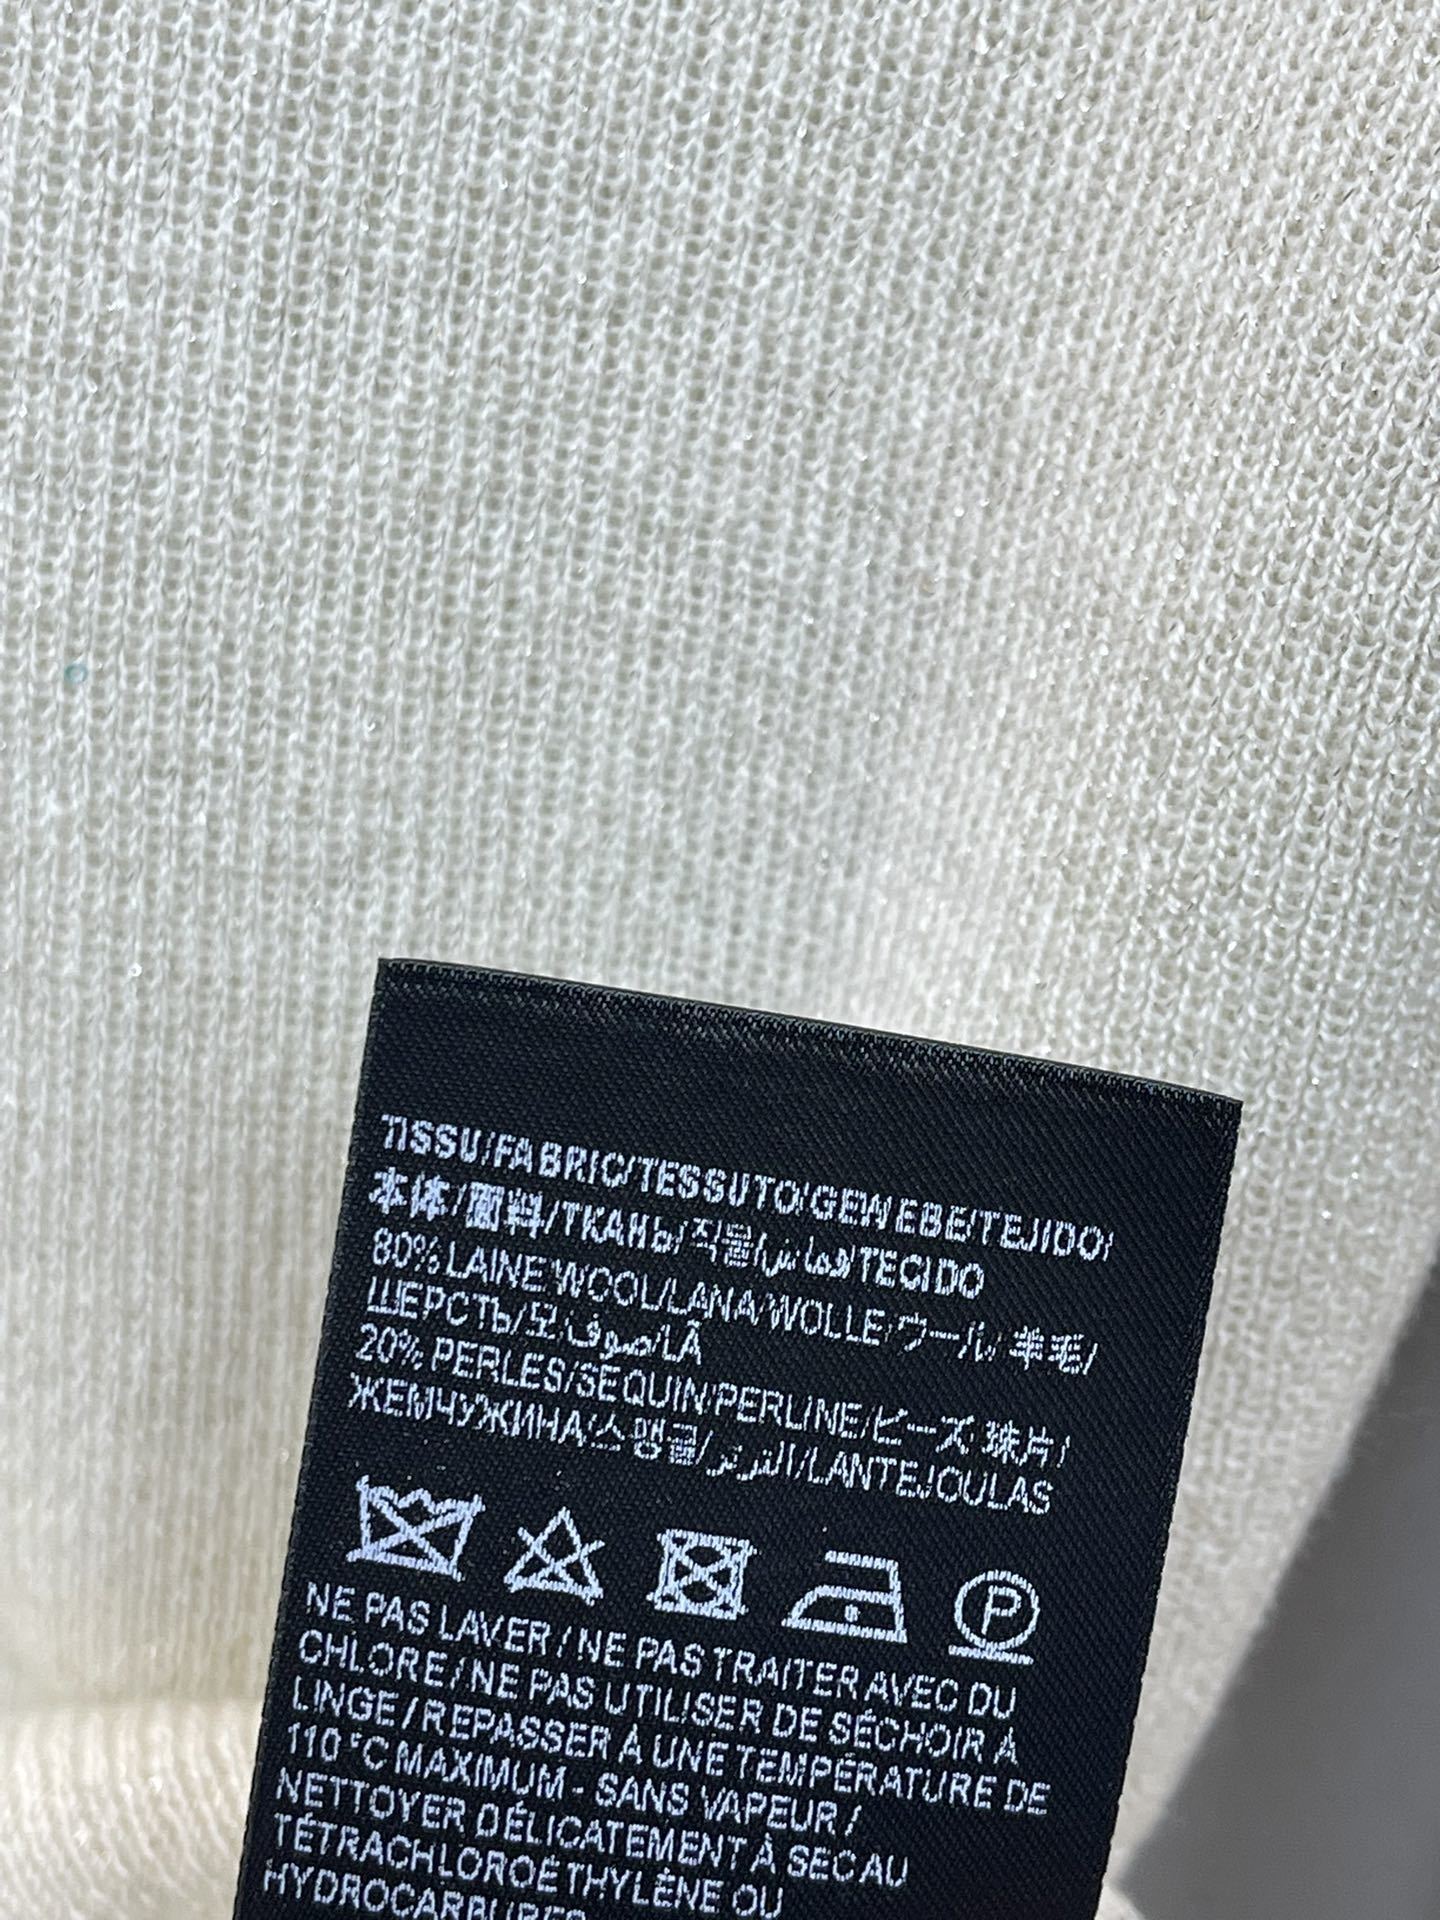 TISSU/FABRIC/TESSUTO/GEWEBE/TEJIDO/
本体/面料/ТКАНЬ/직물/قماش/TECIDO
80% LAINE/WOOL/LANA/WOLLE/ウール/羊毛/
ШЕРСТЬ/모/صوف/LÃ
20% PERLES/SEQUIN/PERLINE/ビーズ/珠片/
ЖЕМЧУЖИНА/스팽글/الترتر/LANTEJOULAS
P
NE PAS LAVER / NE PAS TRAITER AVEC DU
CHLORE / NE PAS UTILISER DE SÉCHOIR À
LINGE / REPASSER À UNE TEMPÉRATURE DE
110°C MAXIMUM - SANS VAPEUR /
NETTOYER DÉLICATEMENT À SEC AU
TÉTRACHLOROÉTHYLÈNE OU
HYDROCARBURES